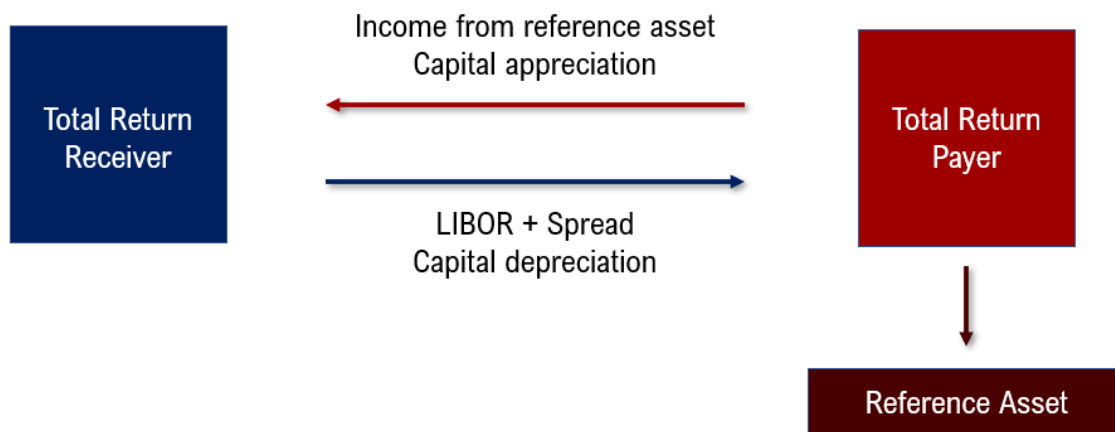 Total Return
Receiver
Income from reference asset
Capital appreciation
LIBOR + Spread
Capital depreciation
Total Return
Payer
Reference Asset